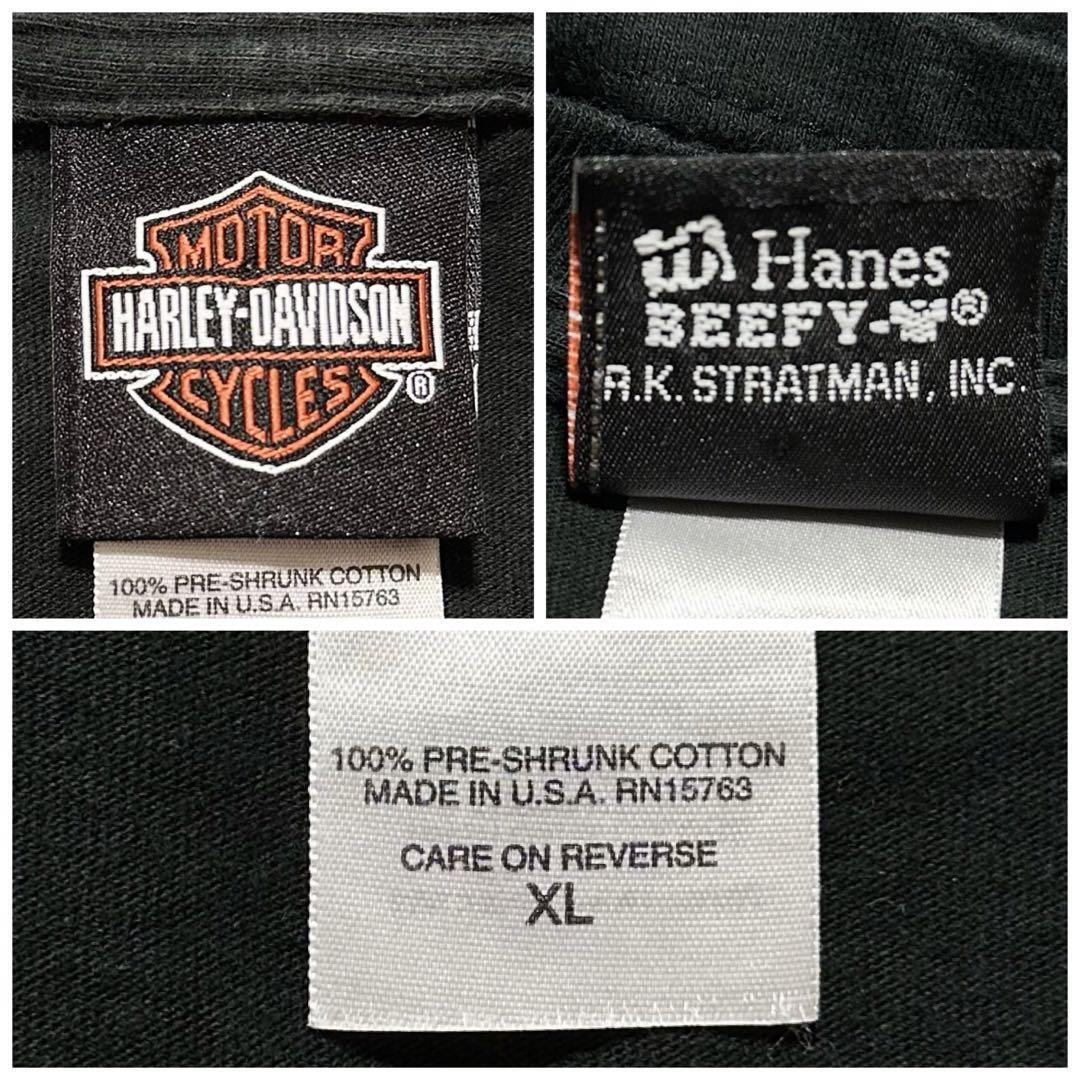 MOTOR
HARLEY-DAVIDSON
CYCLES ®
100% PRE-SHRUNK COTTON
MADE IN U.S.A. RN15763
Hanes
BEEFY-T®
R.K. STRATMAN, INC.
100% PRE-SHRUNK COTTON
MADE IN U.S.A. RN15763
CARE ON REVERSE
XL